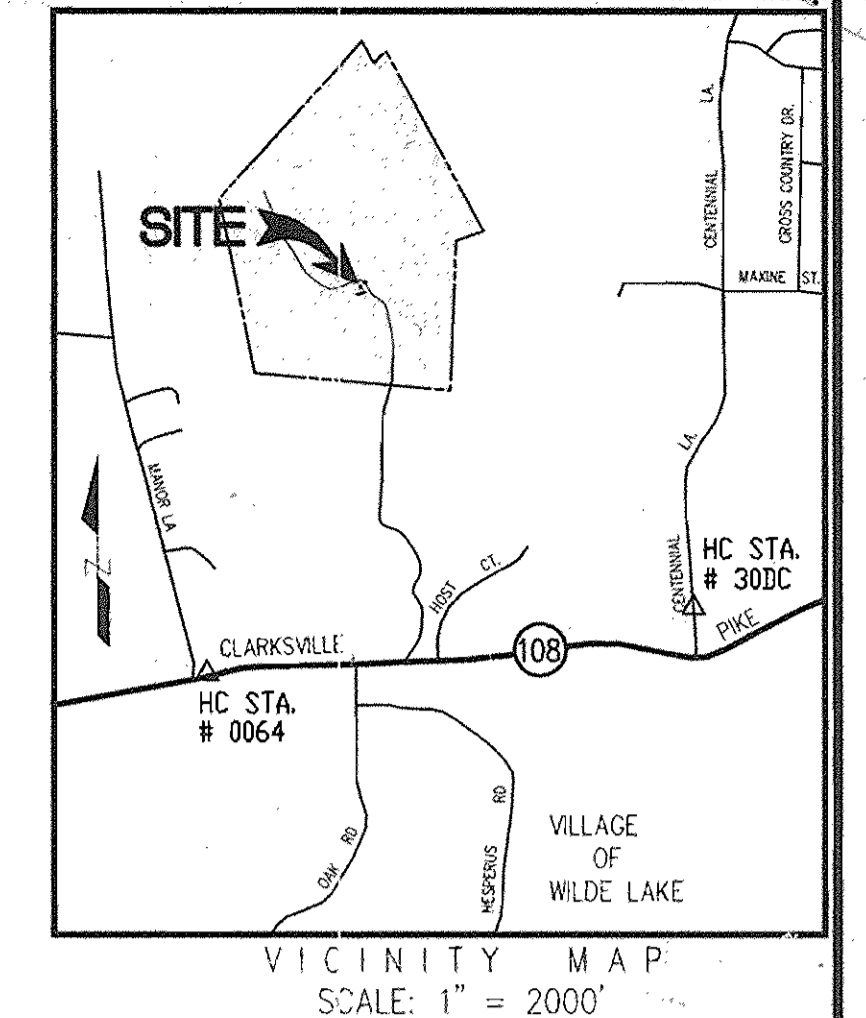 LA.
CENTENNIAL
CROSS COUNTRY DR.
SITE
MAXINE ST.
LA.
MANOR LA
N
HC STA.
# 30DC
CENTENNIAL
HOST CT.
PIKE
CLARKSVILLE
108
HC STA.
# 0064
OAK RD
HESPERUS RD
VILLAGE
OF
WILDE LAKE
VICINITY MAP
SCALE: 1" = 2000'